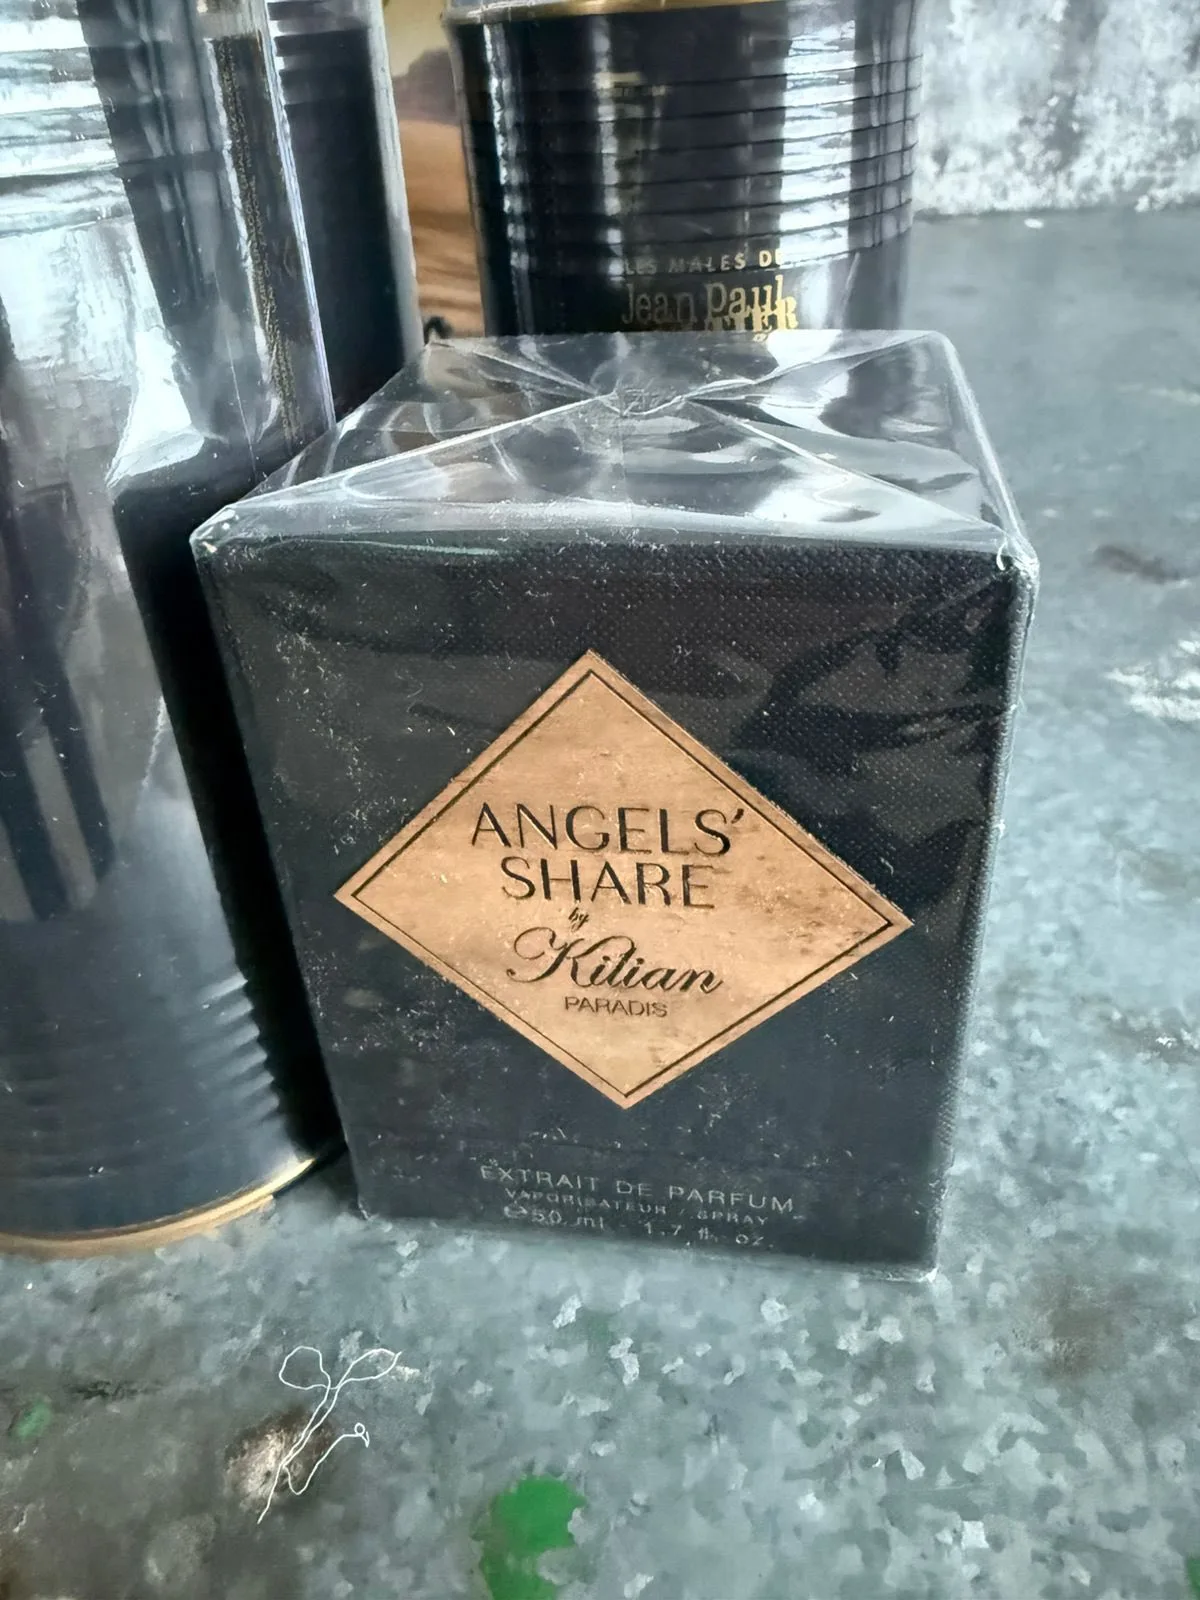 LES MALES DE
Jean Paul
GAULTIER
ANGELS'
SHARE
by
Kilian
PARADIS
EXTRAIT DE PARFUM
VAPORISATEUR / SPRAY
℮ 50 ml - 1.7 fl. oz.